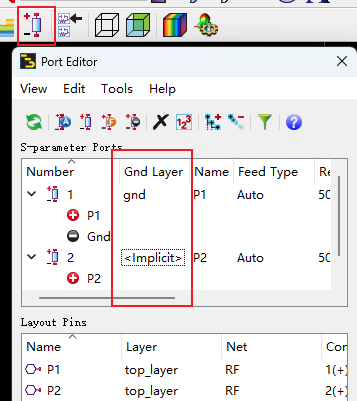 Port Editor
View Edit Tools Help
S-parameter Ports
Number Gnd Layer Name Feed Type
1 gnd P1 Auto 50
P1
Gnd
2 <Implicit> P2 Auto 50
P2
Layout Pins
Name Layer Net
P1 top_layer RF 1(+)
P2 top_layer RF 2(+)